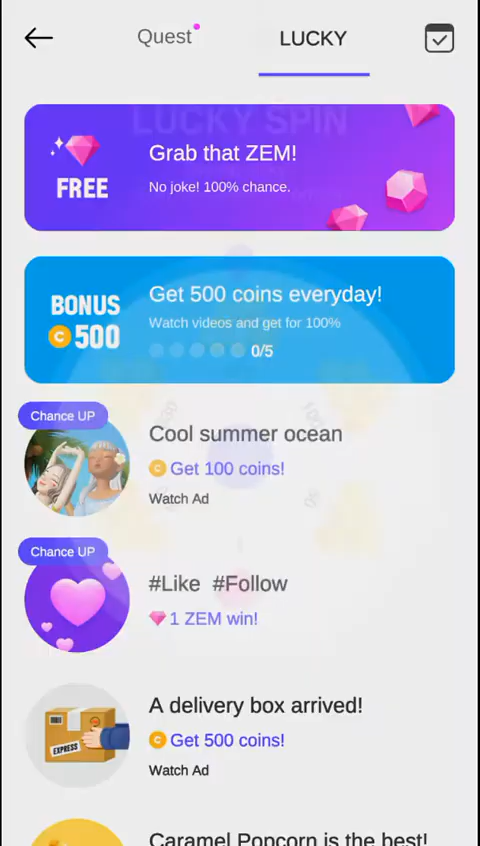 Quest
LUCKY
LUCKY SPIN
Grab that ZEM!
FREE
No joke! 100% chance.
BONUS
C 500
Get 500 coins everyday!
Watch videos and get for 100%
0/5
Chance UP
Cool summer ocean
C Get 100 coins!
Watch Ad
Chance UP
#Like #Follow
1 ZEM win!
A delivery box arrived!
C Get 500 coins!
Watch Ad
EXPRESS
Caramel Popcorn is the best!